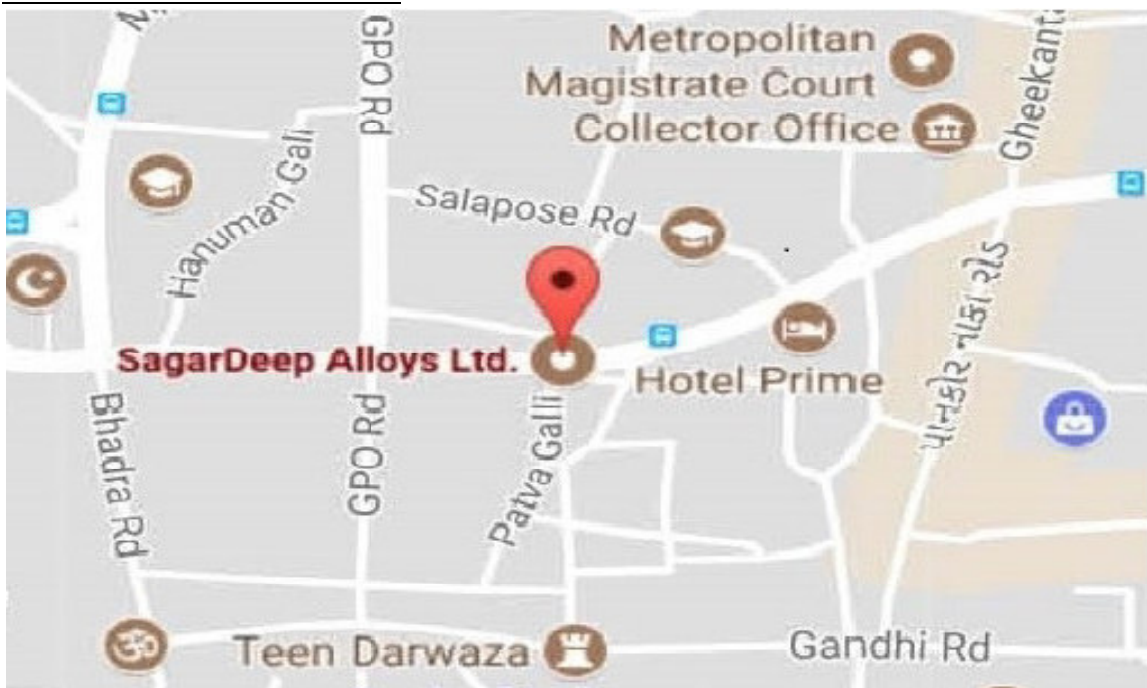 GPO Rd
Metropolitan
Magistrate Court
Collector Office
Gheekanta
Hanuman Gali
Salapose Rd
SagarDeep Alloys Ltd.
Hotel Prime
પાનકોર નાકા રોડ
Bhadra Rd
GPO Rd
Patva Galli
Teen Darwaza
Gandhi Rd